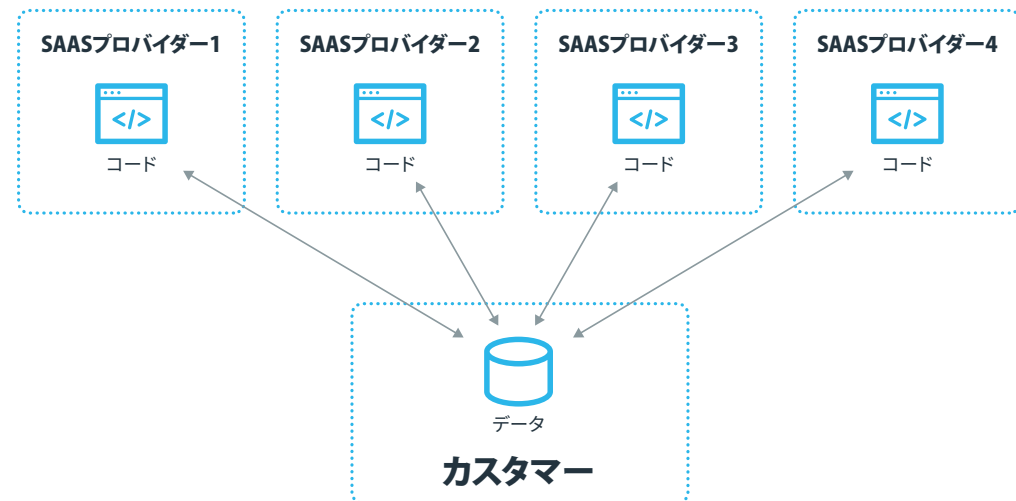 SAASプロバイダー1
SAASプロバイダー2
SAASプロバイダー3
SAASプロバイダー4
</>
</>
</>
</>
コード
コード
コード
コード
データ
カスタマー